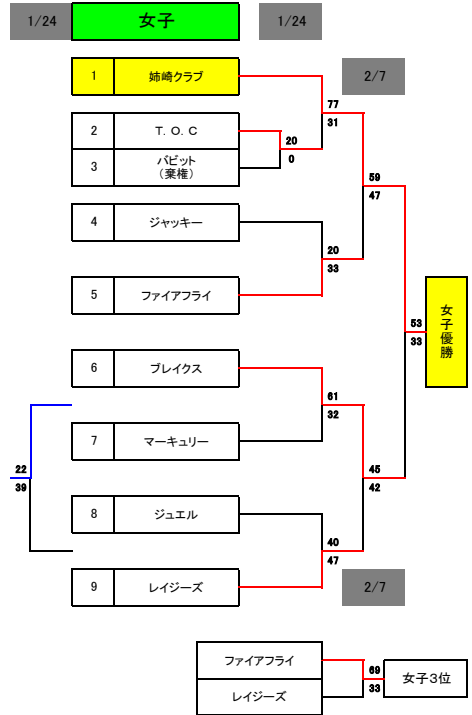 1/24 女子 1/24
1 姉崎クラブ 2/7
77
31
2 T.O.C
20
0
3 バビット
(棄権)
59
47
4 ジャッキー
20
33
5 ファイアフライ
53
33
女子優勝
6 ブレイクス
61
32
7 マーキュリー
22
39
45
42
8 ジュエル
40
47
9 レイジーズ 2/7
ファイアフライ
69
33
女子3位
レイジーズ